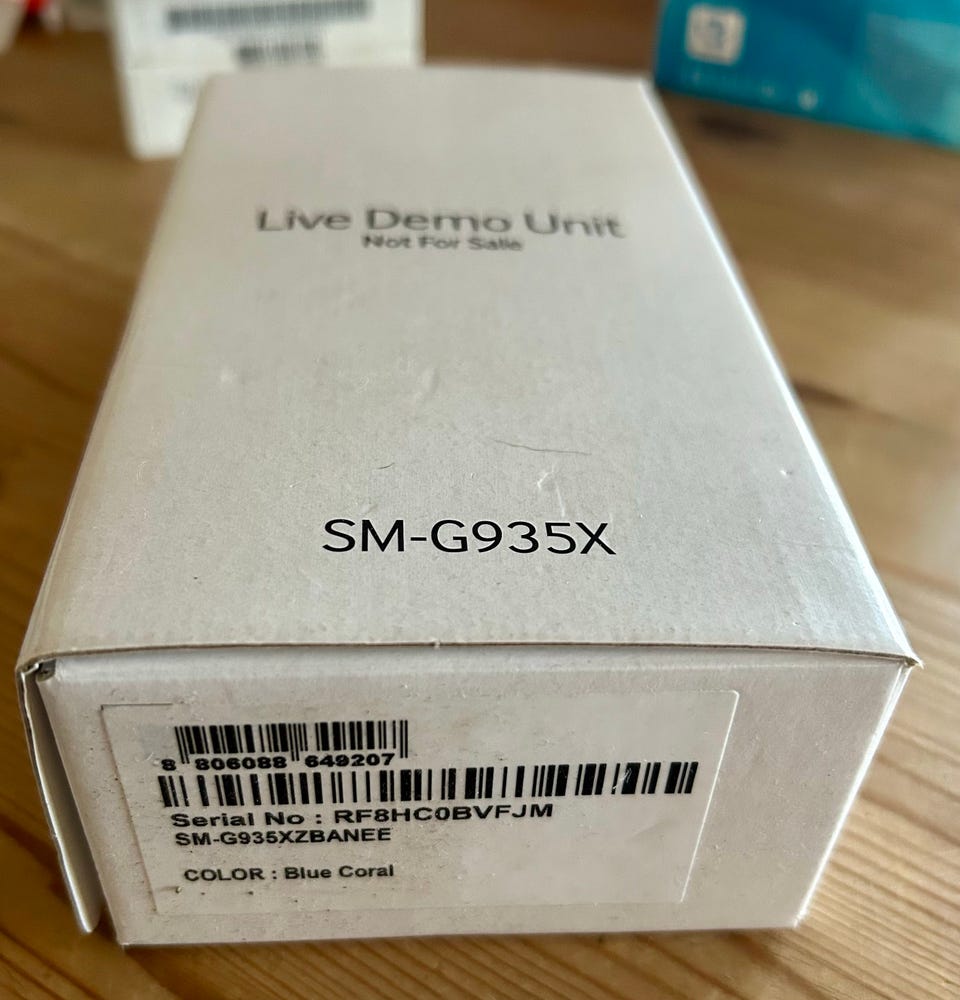 Live Demo Unit
Not For Sale
SM-G935X
8 806088 649207
Serial No : RF8HC0BVFJM
SM-G935XZBANEE
COLOR : Blue Coral